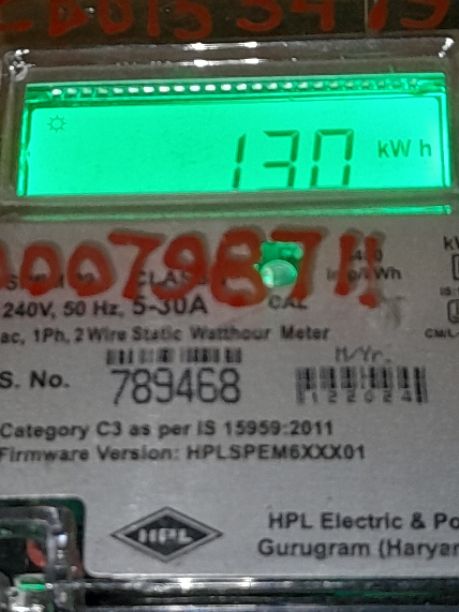 130 kWh
00798711
240V, 50 Hz, 5-30A
CAL
ac, 1Ph, 2 Wire Static Watthour Meter
M/Yr.
S. No. 789468
122024
Category C3 as per IS 15959:2011
Firmware Version: HPLSPEM6XXX01
HPL
HPL Electric & Po
Gurugram (Haryan